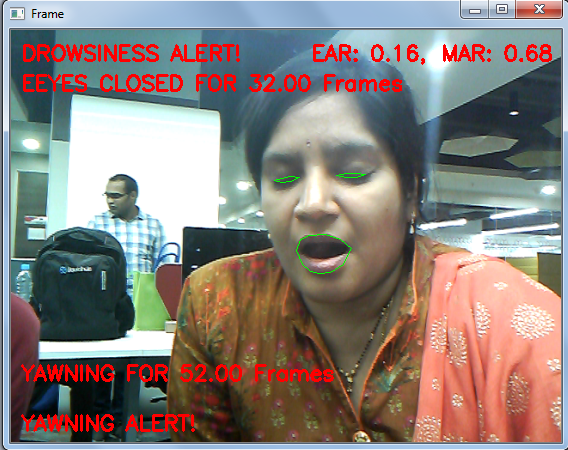 Frame
DROWSINESS ALERT! EAR: 0.16, MAR: 0.68
EEYES CLOSED FOR 32.00 Frames
YAWNING FOR 52.00 Frames
YAWNING ALERT!